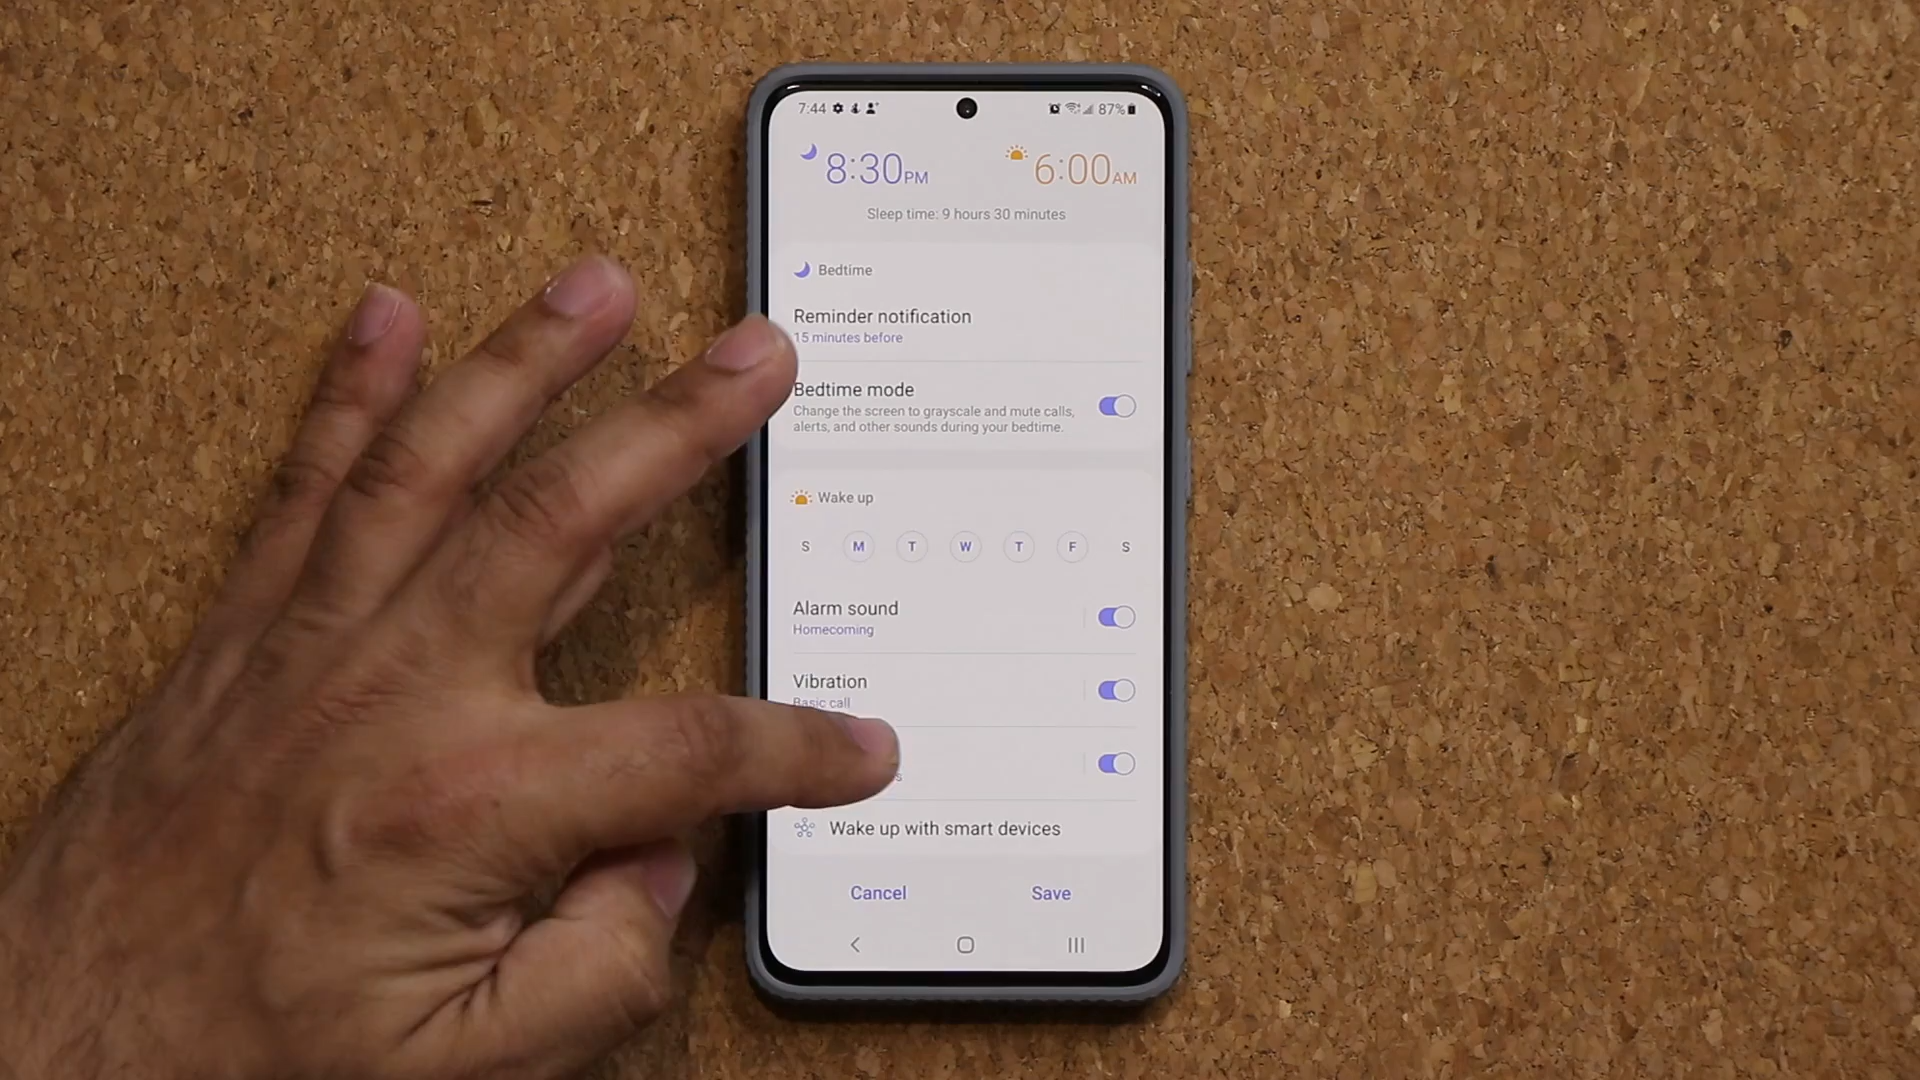 7:44 87%
8:30PM 6:00AM
Sleep time: 9 hours 30 minutes
Bedtime
Reminder notification
15 minutes before
Bedtime mode
Change the screen to grayscale and mute calls,
alerts, and other sounds during your bedtime.
Wake up
S M T W T F S
Alarm sound
Homecoming
Vibration
Basic call
Wake up with smart devices
Cancel Save